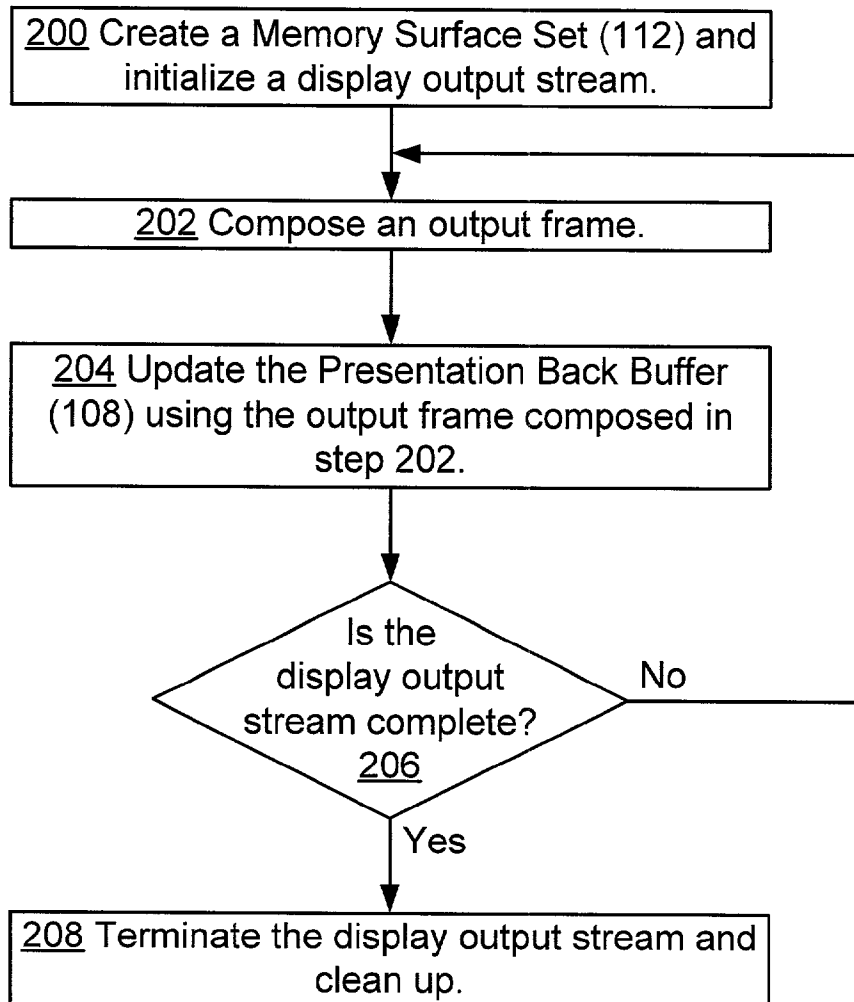 200 Create a Memory Surface Set (112) and
initialize a display output stream.
202 Compose an output frame.
204 Update the Presentation Back Buffer
(108) using the output frame composed in
step 202.
Is the
display output
stream complete?
206
No
Yes
208 Terminate the display output stream and
clean up.